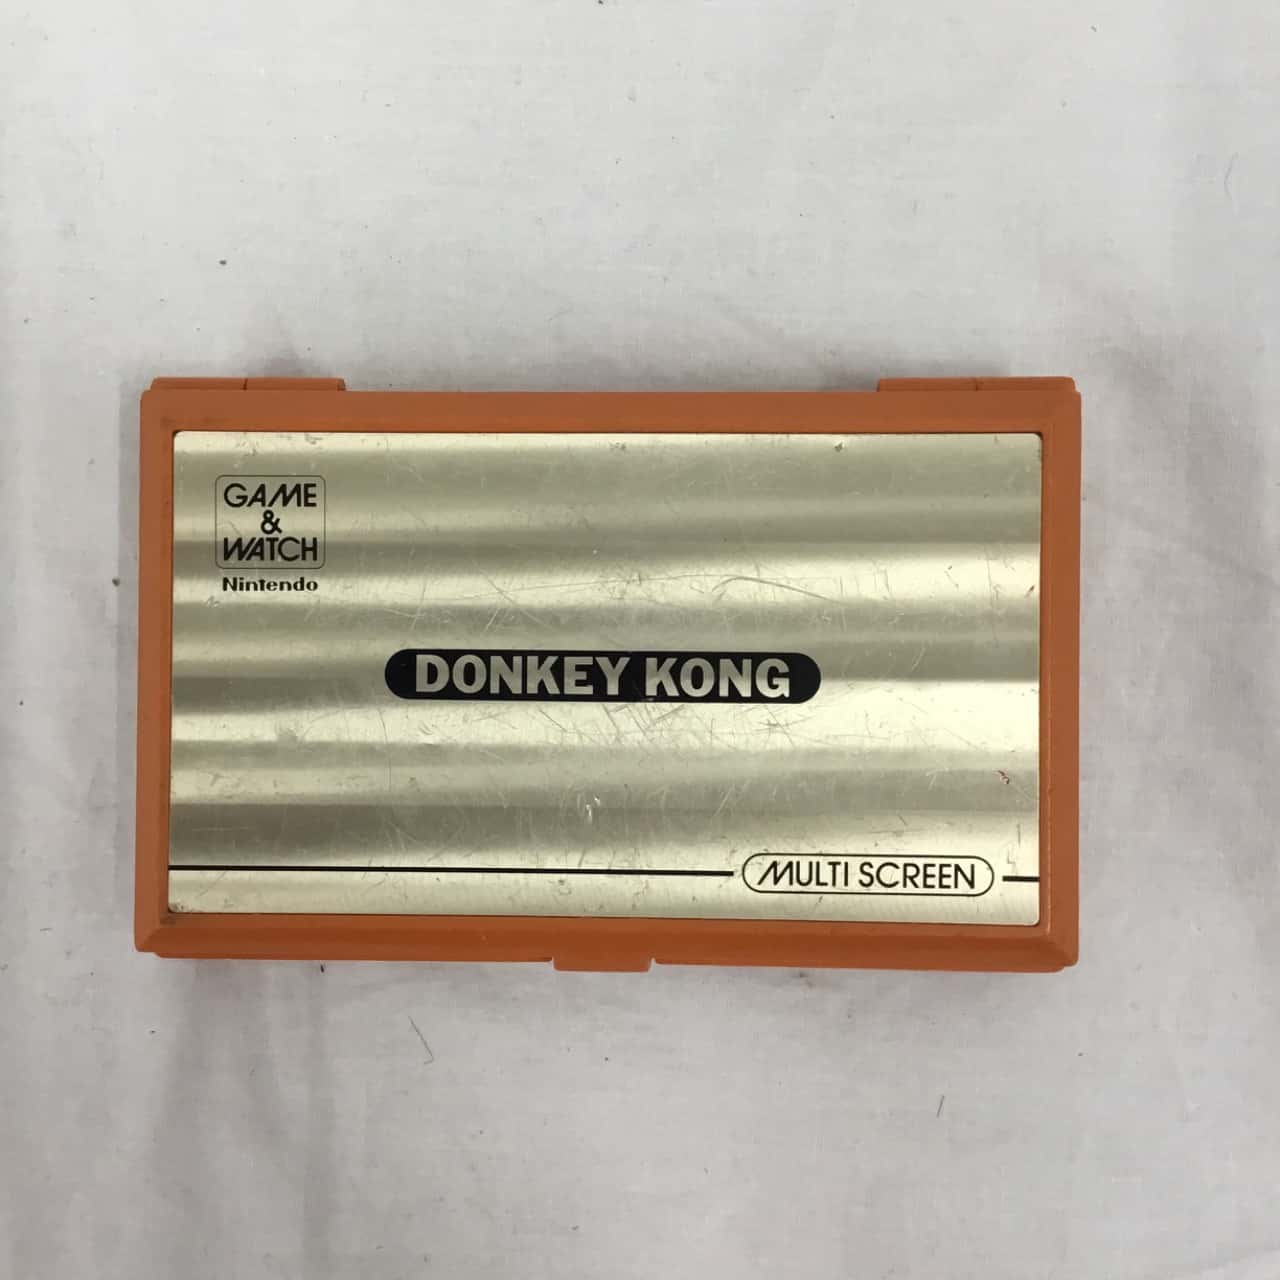 GAME
&
WATCH
Nintendo
DONKEY KONG
MULTI SCREEN